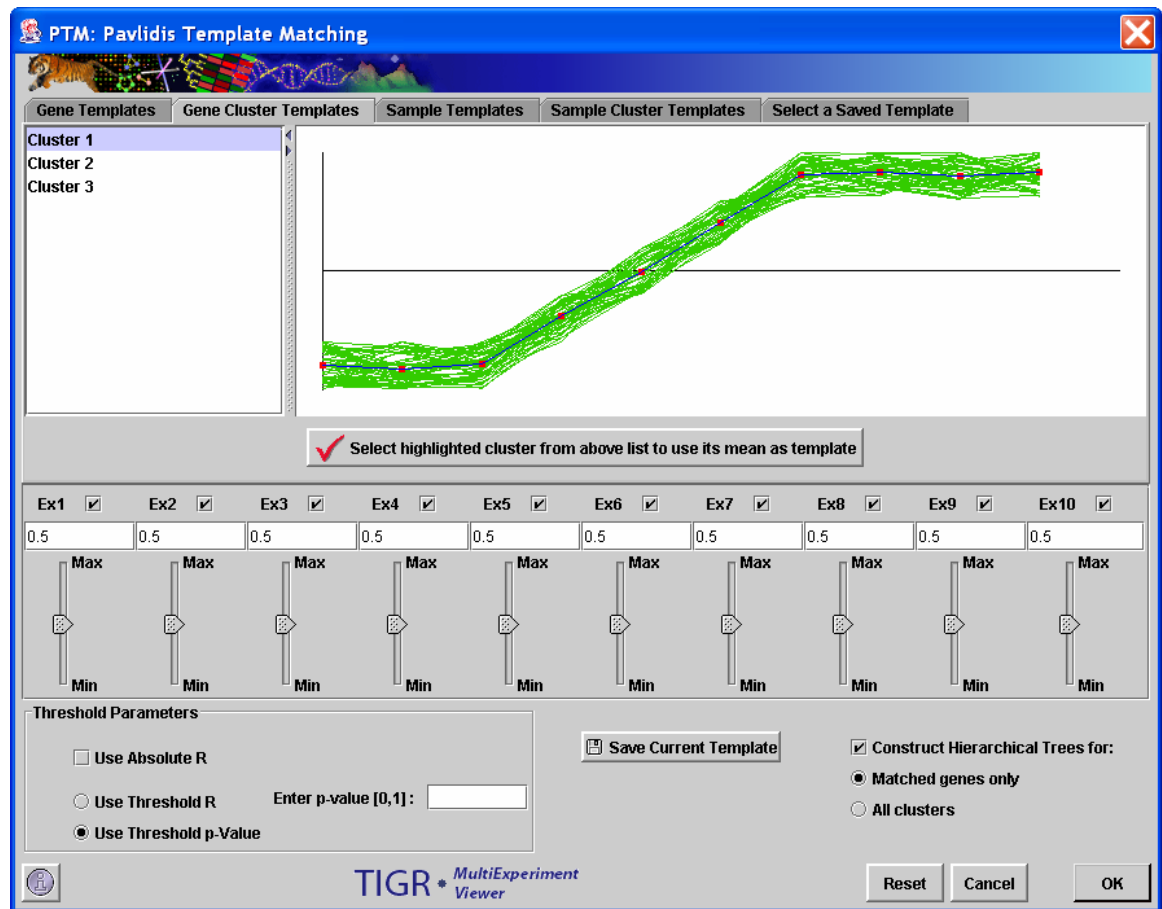 PTM: Pavlidis Template Matching
Gene Templates
Gene Cluster Templates
Sample Templates
Sample Cluster Templates
Select a Saved Template
Cluster 1
Cluster 2
Cluster 3
Select highlighted cluster from above list to use its mean as template
Ex1 Ex2 Ex3 Ex4 Ex5 Ex6 Ex7 Ex8 Ex9 Ex10
0.5 0.5 0.5 0.5 0.5 0.5 0.5 0.5 0.5 0.5
Max Max Max Max Max Max Max Max Max Max
Min Min Min Min Min Min Min Min Min Min
Threshold Parameters
Use Absolute R
Use Threshold R
Enter p-value [0,1] :
Use Threshold p-Value
Save Current Template
Construct Hierarchical Trees for:
Matched genes only
All clusters
TIGR MultiExperiment
Viewer
Reset
Cancel
OK